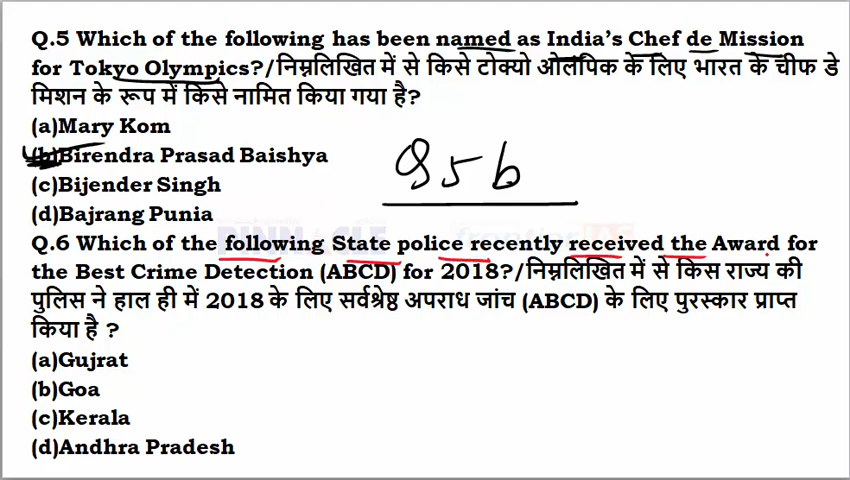 Q.5 Which of the following has been named as India's Chef de Mission
for Tokyo Olympics?/निम्नलिखित में से किसे टोक्यो ओलंपिक के लिए भारत के चीफ डे
मिशन के रूप में किसे नामित किया गया है?
(a)Mary Kom
(b)Birendra Prasad Baishya
(c)Bijender Singh
(d)Bajrang Punia
Q5 b
PINNACLE
Q.6 Which of the following State police recently received the Award for
the Best Crime Detection (ABCD) for 2018?/निम्नलिखित में से किस राज्य की
पुलिस ने हाल ही में 2018 के लिए सर्वश्रेष्ठ अपराध जांच (ABCD) के लिए पुरस्कार प्राप्त
किया है ?
(a)Gujrat
(b)Goa
(c)Kerala
(d)Andhra Pradesh